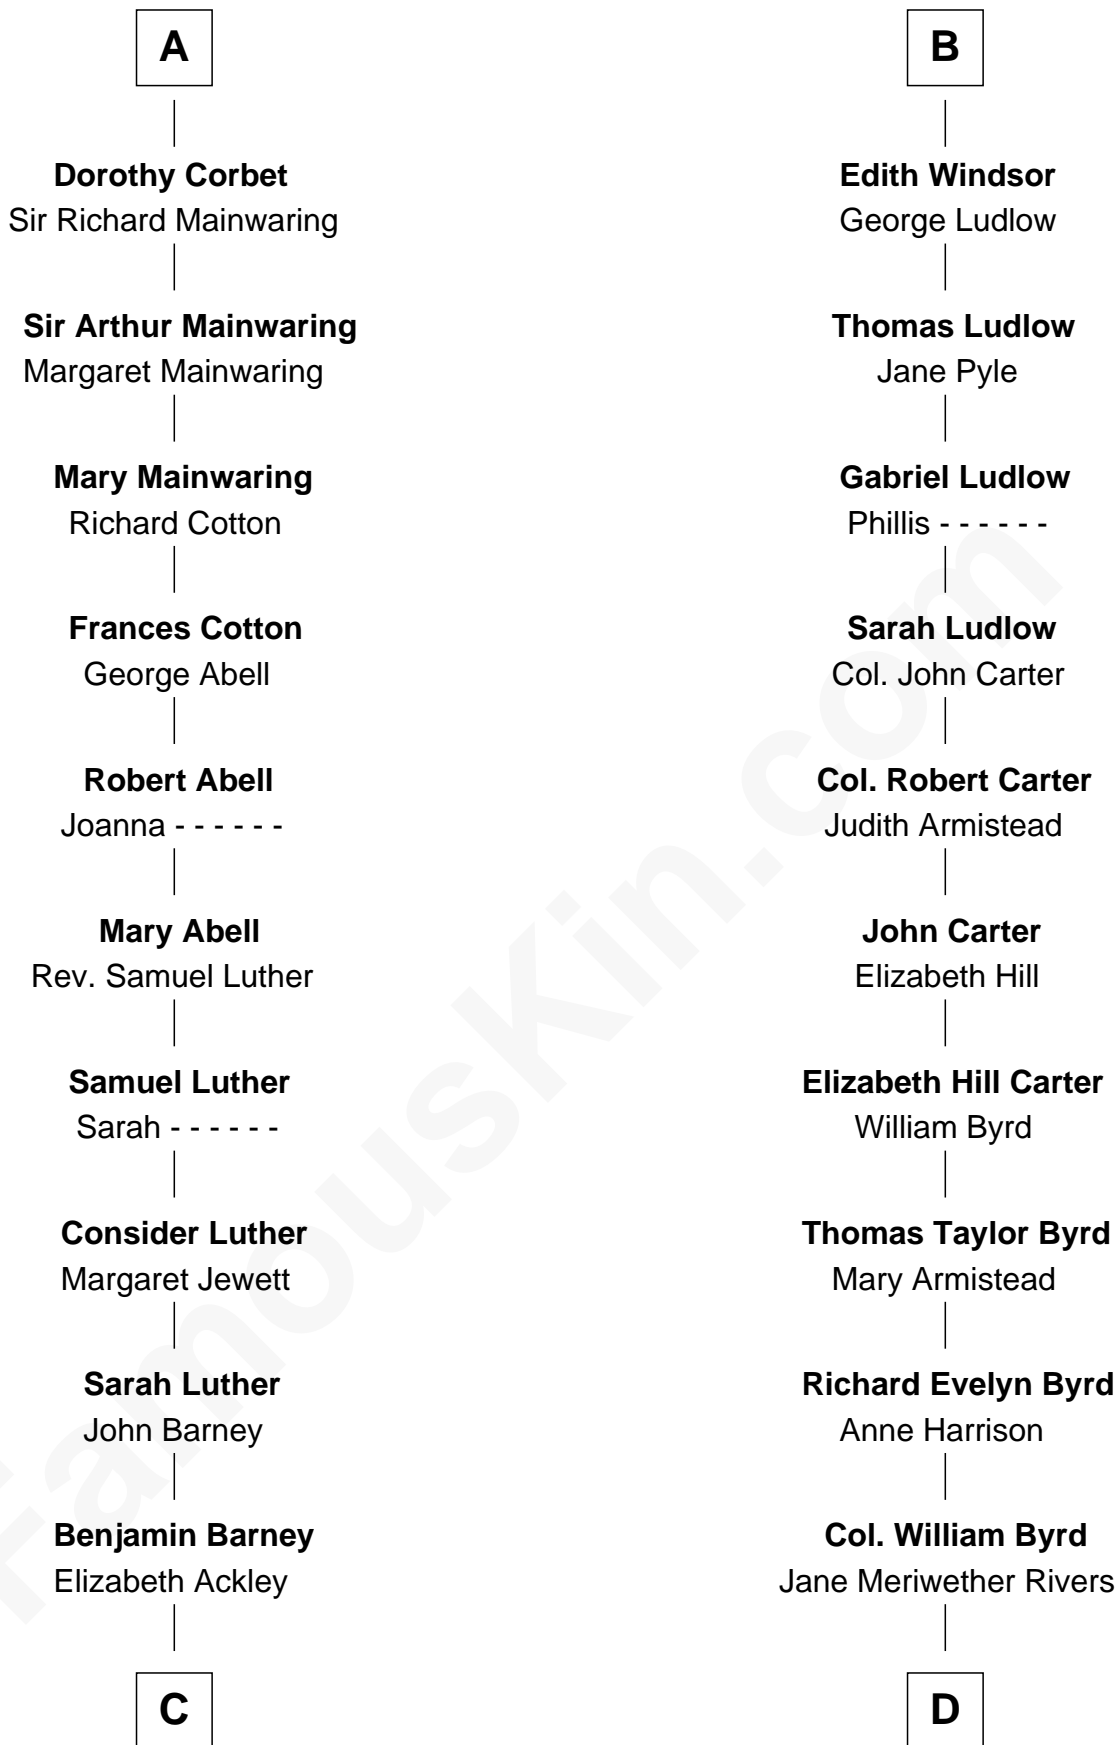 A
Dorothy Corbet
Sir Richard Mainwaring
Sir Arthur Mainwaring
Margaret Mainwaring
Mary Mainwaring
Richard Cotton
Frances Cotton
George Abell
Robert Abell
Joanna - - - - - -
Mary Abell
Rev. Samuel Luther
Samuel Luther
Sarah - - - - - -
Consider Luther
Margaret Jewett
Sarah Luther
John Barney
Benjamin Barney
Elizabeth Ackley
C
B
Edith Windsor
George Ludlow
Thomas Ludlow
Jane Pyle
Gabriel Ludlow
Phillis - - - - - -
Sarah Ludlow
Col. John Carter
Col. Robert Carter
Judith Armistead
John Carter
Elizabeth Hill
Elizabeth Hill Carter
William Byrd
Thomas Taylor Byrd
Mary Armistead
Richard Evelyn Byrd
Anne Harrison
Col. William Byrd
Jane Meriwether Rivers
D
FamousKin.com